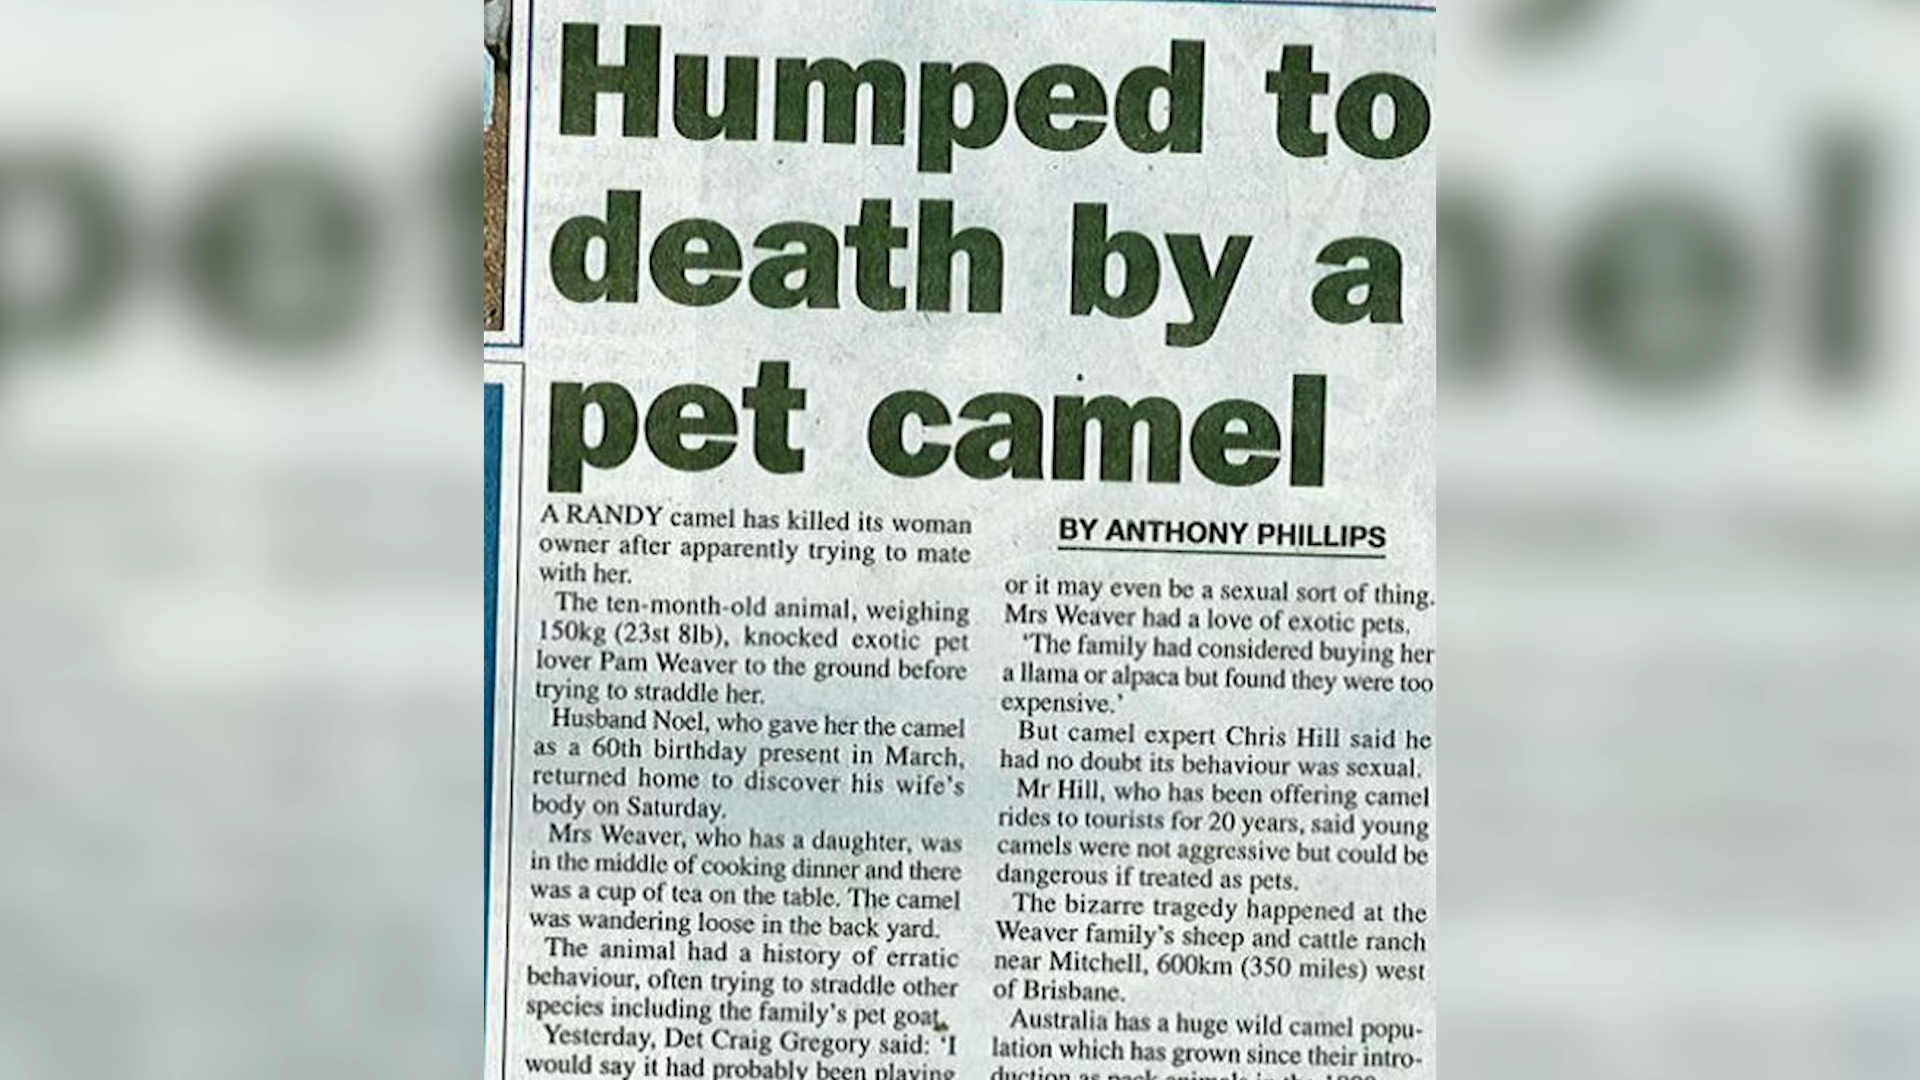 Humped to
death by a
pet camel
A RANDY camel has killed its woman
owner after apparently trying to mate
with her.
The ten-month-old animal, weighing
150kg (23st 8lb), knocked exotic pet
lover Pam Weaver to the ground before
trying to straddle her.
Husband Noel, who gave her the camel
as a 60th birthday present in March,
returned home to discover his wife's
body on Saturday.
Mrs Weaver, who has a daughter, was
in the middle of cooking dinner and there
was a cup of tea on the table. The camel
was wandering loose in the back yard.
The animal had a history of erratic
behaviour, often trying to straddle other
species including the family's pet goat.
Yesterday, Det Craig Gregory said: 'I
would say it had probably been playing
BY ANTHONY PHILLIPS
or it may even be a sexual sort of thing.
Mrs Weaver had a love of exotic pets.
'The family had considered buying her
a llama or alpaca but found they were too
expensive.'
But camel expert Chris Hill said he
had no doubt its behaviour was sexual.
Mr Hill, who has been offering camel
rides to tourists for 20 years, said young
camels were not aggressive but could be
dangerous if treated as pets.
The bizarre tragedy happened at the
Weaver family's sheep and cattle ranch
near Mitchell, 600km (350 miles) west
of Brisbane.
Australia has a huge wild camel popu-
lation which has grown since their intro-
duction as pack animals in the